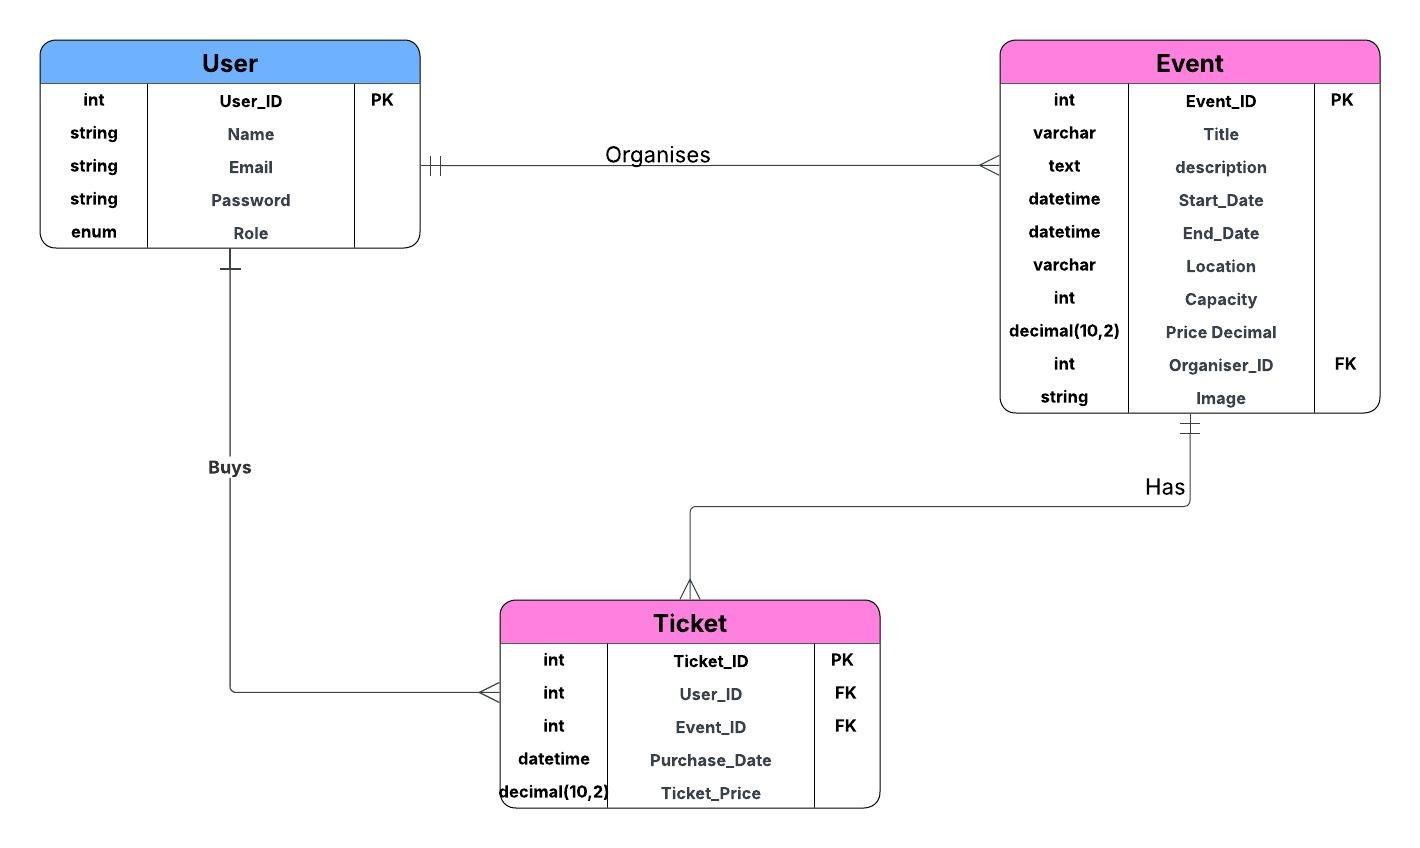 User
int User_ID PK
string Name
string Email
string Password
enum Role
Organises
Event
int Event_ID PK
varchar Title
text description
datetime Start_Date
datetime End_Date
varchar Location
int Capacity
decimal(10,2) Price Decimal
int Organiser_ID FK
string Image
Buys
Has
Ticket
int Ticket_ID PK
int User_ID FK
int Event_ID FK
datetime Purchase_Date
decimal(10,2) Ticket_Price